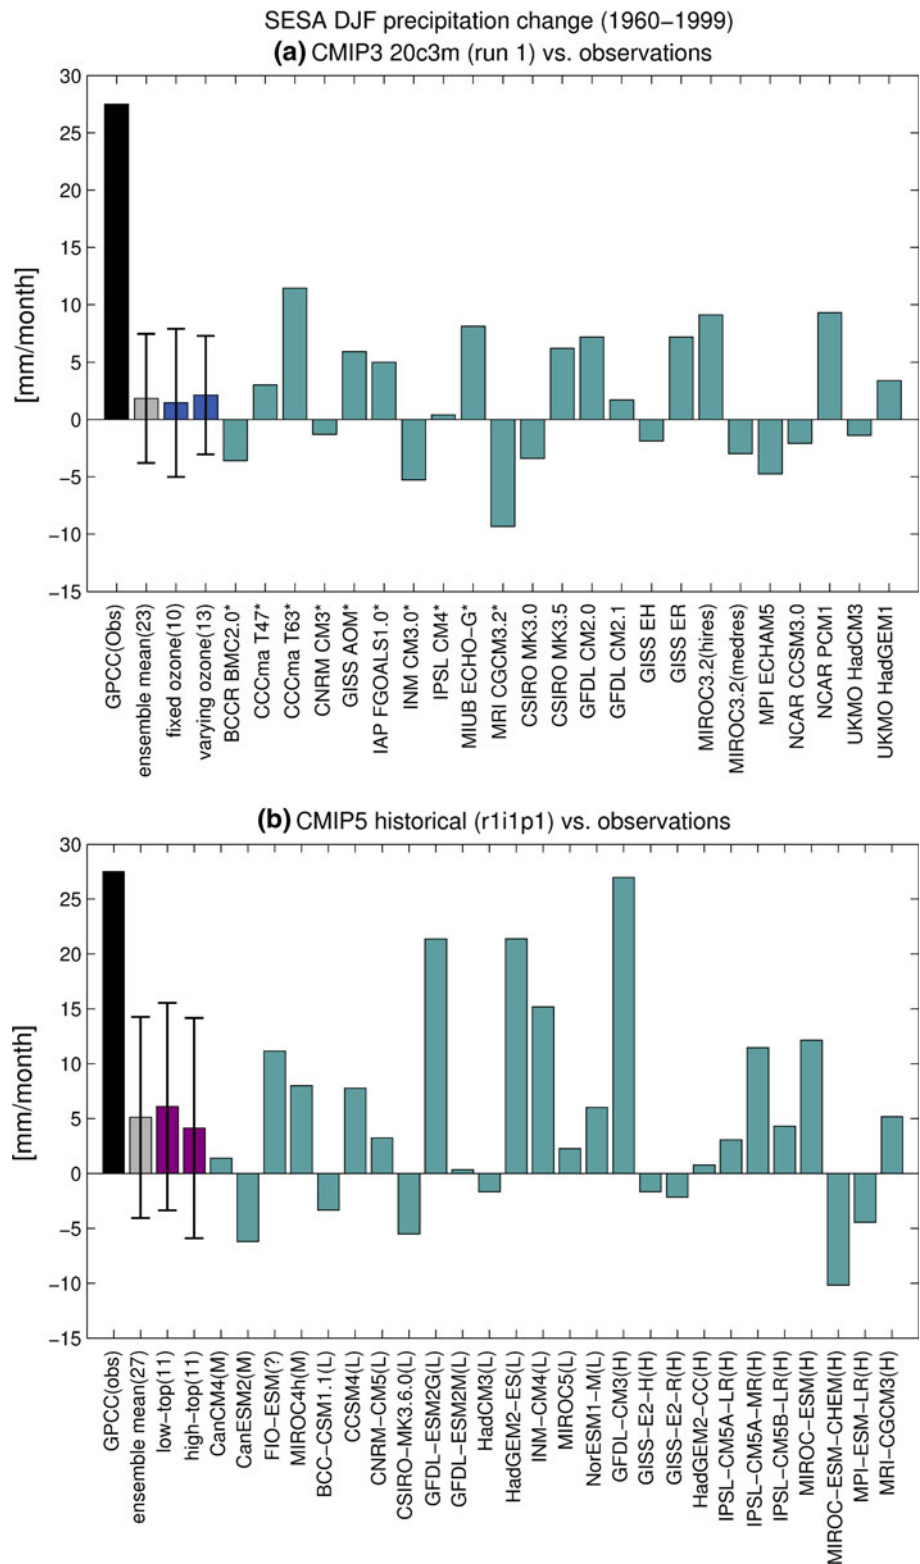 SESA DJF precipitation change (1960−1999)
(a) CMIP3 20c3m (run 1) vs. observations
30
25
20
15
10
5
0
−5
−10
−15
[mm/month]
GPCC(Obs)
ensemble mean(23)
fixed ozone(10)
varying ozone(13)
BCCR BMC2.0*
CCCma T47*
CCCma T63*
CNRM CM3*
GISS AOM*
IAP FGOALS1.0*
INM CM3.0*
IPSL CM4*
MIUB ECHO−G*
MRI CGCM3.2*
CSIRO MK3.0
CSIRO MK3.5
GFDL CM2.0
GFDL CM2.1
GISS EH
GISS ER
MIROC3.2(hires)
MIROC3.2(medres)
MPI ECHAM5
NCAR CCSM3.0
NCAR PCM1
UKMO HadCM3
UKMO HadGEM1
(b) CMIP5 historical (r1i1p1) vs. observations
30
25
20
15
10
5
0
−5
−10
−15
[mm/month]
GPCC(obs)
ensemble mean(27)
low−top(11)
high−top(11)
CanCM4(M)
CanESM2(M)
FIO−ESM(?)
MIROC4h(M)
BCC−CSM1.1(L)
CCSM4(L)
CNRM−CM5(L)
CSIRO−MK3.6.0(L)
GFDL−ESM2G(L)
GFDL−ESM2M(L)
HadCM3(L)
HadGEM2−ES(L)
INM−CM4(L)
MIROC5(L)
NorESM1−M(L)
GFDL−CM3(H)
GISS−E2−H(H)
GISS−E2−R(H)
HadGEM2−CC(H)
IPSL−CM5A−LR(H)
IPSL−CM5A−MR(H)
IPSL−CM5B−LR(H)
MIROC−ESM(H)
MIROC−ESM−CHEM(H)
MPI−ESM−LR(H)
MRI−CGCM3(H)